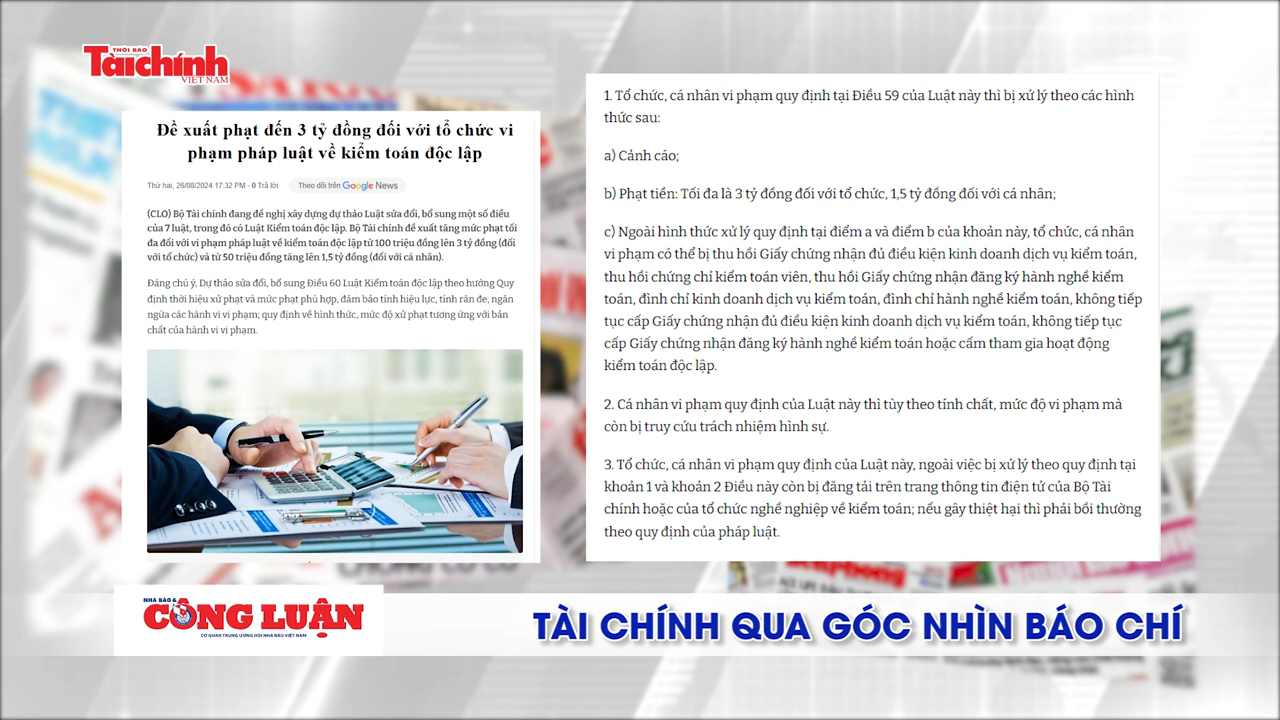 THỜI BÁO
Tàichính
VIỆT NAM
Đề xuất phạt đến 3 tỷ đồng đối với tổ chức vi
phạm pháp luật về kiểm toán độc lập
Thứ hai, 26/08/2024 17:32 PM - 0 Trả lời
Theo dõi trên Google News
(CLO) Bộ Tài chính đang đề nghị xây dựng dự thảo Luật sửa đổi, bổ sung một số điều
của 7 luật, trong đó có Luật Kiểm toán độc lập. Bộ Tài chính đề xuất tăng mức phạt tối
đa đối với vi phạm pháp luật về kiểm toán độc lập từ 100 triệu đồng lên 3 tỷ đồng (đối
với tổ chức) và từ 50 triệu đồng tăng lên 1,5 tỷ đồng (đối với cá nhân).
Đáng chú ý, Dự thảo sửa đổi, bổ sung Điều 60 Luật Kiểm toán độc lập theo hướng Quy
định thời hiệu xử phạt và mức phạt phù hợp, đảm bảo tính hiệu lực, tính răn đe, ngăn
ngừa các hành vi vi phạm; quy định về hình thức, mức độ xử phạt tương ứng với bản
chất của hành vi vi phạm.
1. Tổ chức, cá nhân vi phạm quy định tại Điều 59 của Luật này thì bị xử lý theo các hình
thức sau:
a) Cảnh cáo;
b) Phạt tiền: Tối đa là 3 tỷ đồng đối với tổ chức, 1,5 tỷ đồng đối với cá nhân;
c) Ngoài hình thức xử lý quy định tại điểm a và điểm b của khoản này, tổ chức, cá nhân
vi phạm có thể bị thu hồi Giấy chứng nhận đủ điều kiện kinh doanh dịch vụ kiểm toán,
thu hồi chứng chỉ kiểm toán viên, thu hồi Giấy chứng nhận đăng ký hành nghề kiểm
toán, đình chỉ kinh doanh dịch vụ kiểm toán, đình chỉ hành nghề kiểm toán, không tiếp
tục cấp Giấy chứng nhận đủ điều kiện kinh doanh dịch vụ kiểm toán, không tiếp tục
cấp Giấy chứng nhận đăng ký hành nghề kiểm toán hoặc cấm tham gia hoạt động
kiểm toán độc lập.
2. Cá nhân vi phạm quy định của Luật này thì tùy theo tính chất, mức độ vi phạm mà
còn bị truy cứu trách nhiệm hình sự.
3. Tổ chức, cá nhân vi phạm quy định của Luật này, ngoài việc bị xử lý theo quy định tại
khoản 1 và khoản 2 Điều này còn bị đăng tải trên trang thông tin điện tử của Bộ Tài
chính hoặc của tổ chức nghề nghiệp về kiểm toán; nếu gây thiệt hại thì phải bồi thường
theo quy định của pháp luật.
NHÀ BÁO &
CÔNG LUẬN
CƠ QUAN TRUNG ƯƠNG HỘI NHÀ BÁO VIỆT NAM
TÀI CHÍNH QUA GÓC NHÌN BÁO CHÍ